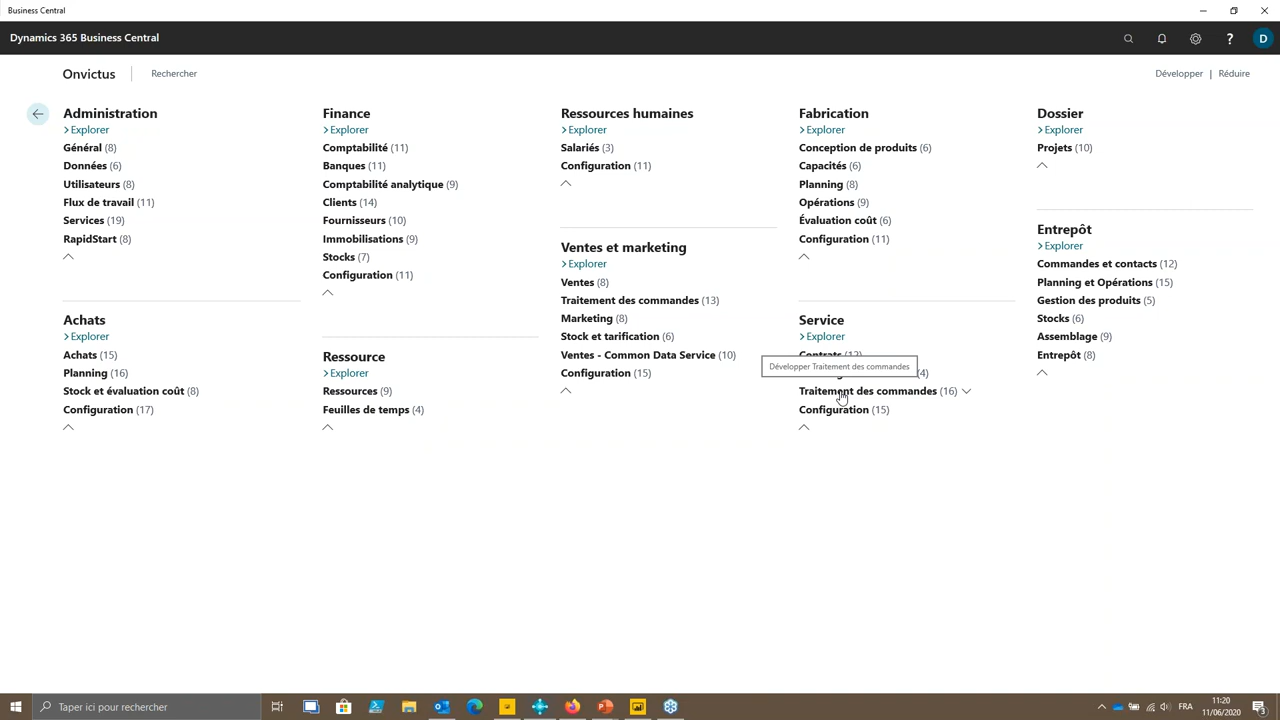 Business Central
Dynamics 365 Business Central
D
Onvictus
Rechercher
Développer | Réduire
Administration
Explorer
Général (8)
Données (6)
Utilisateurs (8)
Flux de travail (11)
Services (19)
RapidStart (8)
Achats
Explorer
Achats (15)
Planning (16)
Stock et évaluation coût (8)
Configuration (17)
Finance
Explorer
Comptabilité (11)
Banques (11)
Comptabilité analytique (9)
Clients (14)
Fournisseurs (10)
Immobilisations (9)
Stocks (7)
Configuration (11)
Ressource
Explorer
Ressources (9)
Feuilles de temps (4)
Ressources humaines
Explorer
Salariés (3)
Configuration (11)
Ventes et marketing
Explorer
Ventes (8)
Traitement des commandes (13)
Marketing (8)
Stock et tarification (6)
Ventes - Common Data Service (10)
Configuration (15)
Fabrication
Explorer
Conception de produits (6)
Capacités (6)
Planning (8)
Opérations (9)
Évaluation coût (6)
Configuration (11)
Service
Explorer
Contrats (12)
Développer Traitement des commandes
(4)
Traitement des commandes (16)
Configuration (15)
Dossier
Explorer
Projets (10)
Entrepôt
Explorer
Commandes et contacts (12)
Planning et Opérations (15)
Gestion des produits (5)
Stocks (6)
Assemblage (9)
Entrepôt (8)
Taper ici pour rechercher
FRA
11:20
11/06/2020